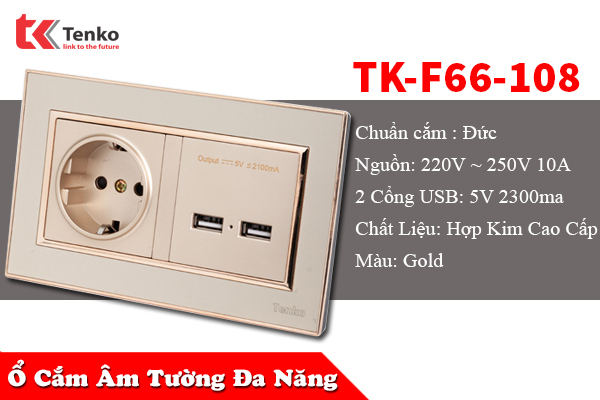 Tenko
link to the future
TK-F66-108
Chuẩn cắm : Đức
Nguồn: 220V ~ 250V 10A
2 Cổng USB: 5V 2300ma
Chất Liệu: Hợp Kim Cao Cấp
Màu: Gold
Output ⎓ 5V ≤2100mA
Tenko
Ổ Cắm Âm Tường Đa Năng